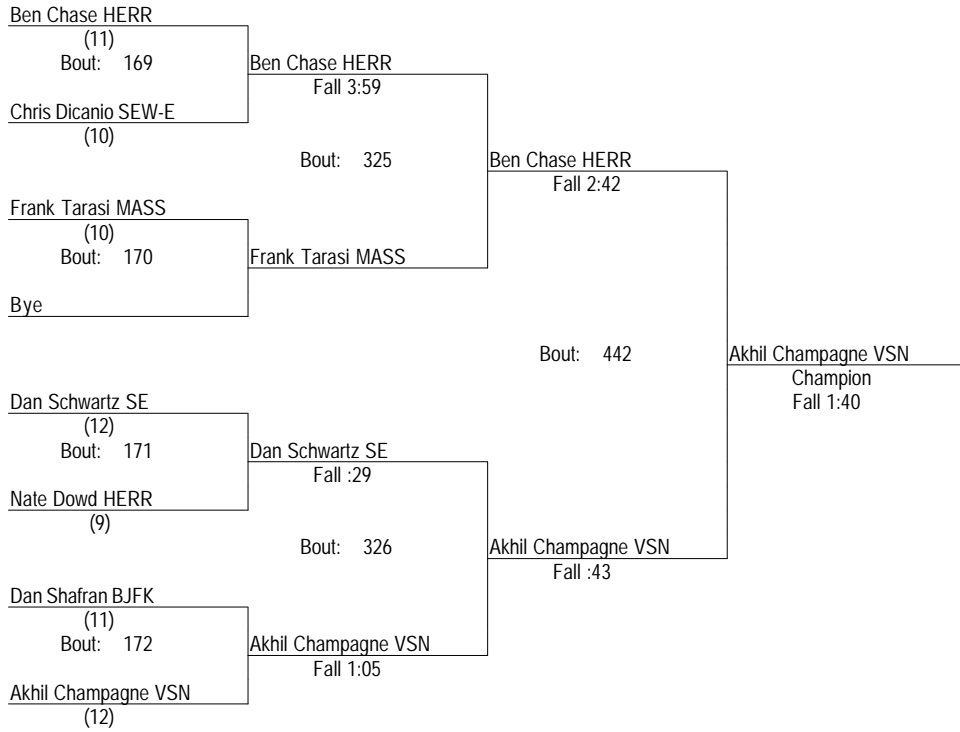 Ben Chase HERR
(11)
Bout: 169
Ben Chase HERR
Fall 3:59
Chris Dicanio SEW-E
(10)
Bout: 325
Ben Chase HERR
Fall 2:42
Frank Tarasi MASS
(10)
Bout: 170
Frank Tarasi MASS
Bye
Bout: 442
Akhil Champagne VSN
Champion
Fall 1:40
Dan Schwartz SE
(12)
Bout: 171
Dan Schwartz SE
Fall :29
Nate Dowd HERR
(9)
Bout: 326
Akhil Champagne VSN
Fall :43
Dan Shafran BJFK
(11)
Bout: 172
Akhil Champagne VSN
Fall 1:05
Akhil Champagne VSN
(12)